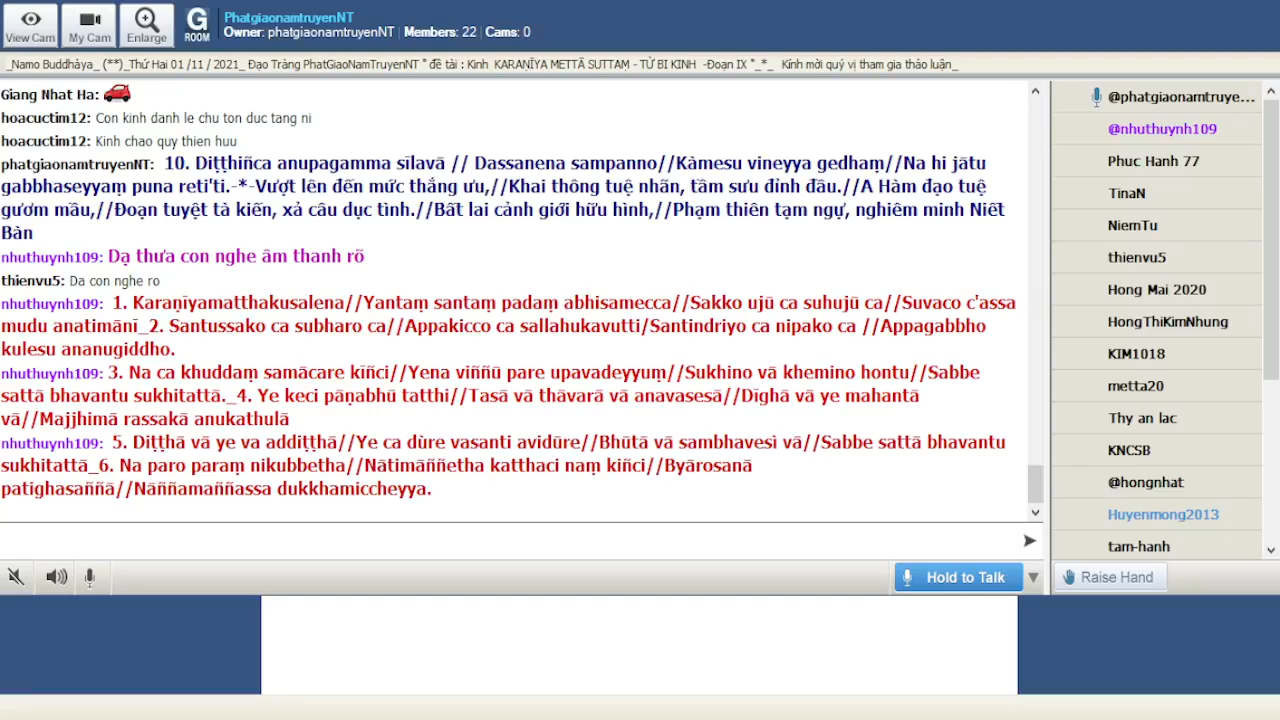 PhatgiaonamtruyenNT
Owner: phatgiaonamtruyenNT | Members: 22 | Cams: 0
View Cam
My Cam
Enlarge
G ROOM
_Namo Buddhàya_ (**)_Thứ Hai 01 /11 / 2021_ Đạo Tràng PhatGiaoNamTruyenNT " đề tài : Kinh KARAṆĪYA METTĀ SUTTAṂ - TỪ BI KINH -Đoạn IX "_*_ Kính mời quý vị tham gia thảo luận_
Giang Nhat Ha:
hoacuctim12: Con kinh danh le chu ton duc tang ni
hoacuctim12: Kinh chao quy thien huu
phatgiaonamtruyenNT: 10. Diṭṭhiñca anupagamma sīlavā // Dassanena sampanno//Kàmesu vineyya gedhaṃ//Na hi jātu
gabbhaseyyaṃ puna reti'ti.-*-Vượt lên đến mức thắng ưu,//Khai thông tuệ nhãn, tầm sưu đỉnh đầu.//A Hàm đạo tuệ
gươm mầu,//Đoạn tuyệt tà kiến, xả câu dục tình.//Bất lai cảnh giới hữu hình,//Phạm thiên tạm ngự, nghiêm minh Niết
Bàn
nhuthuynh109: Dạ thưa con nghe âm thanh rõ
thienvu5: Da con nghe ro
nhuthuynh109: 1. Karaṇīyamatthakusalena//Yantaṃ santaṃ padaṃ abhisamecca//Sakko ujū ca suhujū ca//Suvaco c'assa
mudu anatimānī_2. Santussako ca subharo ca//Appakicco ca sallahukavutti/Santindriyo ca nipako ca //Appagabbho
kulesu ananugiddho.
nhuthuynh109: 3. Na ca khuddaṃ samācare kīñci//Yena viññū pare upavadeyyuṃ//Sukhino vā khemino hontu//Sabbe
sattā bhavantu sukhitattā._4. Ye keci pāṇabhū tatthi//Tasā vā thāvarā vā anavasesā//Dīghā vā ye mahantā
vā//Majjhimā rassakā anukathulā
nhuthuynh109: 5. Diṭṭhā vā ye va addiṭṭhā//Ye ca dùre vasanti avidūre//Bhūtā vā sambhavesì vā//Sabbe sattā bhavantu
sukhitattā_6. Na paro paraṃ nikubbetha//Nātimāññetha katthaci naṃ kiñci//Byārosanā
patighasaññā//Nāññamaññassa dukkhamiccheyya.
@phatgiaonamtruye...
@nhuthuynh109
Phuc Hanh 77
TinaN
NiemTu
thienvu5
Hong Mai 2020
HongThiKimNhung
KIM1018
metta20
Thy an lac
KNCSB
@hongnhat
Huyenmong2013
tam-hanh
Hold to Talk
Raise Hand